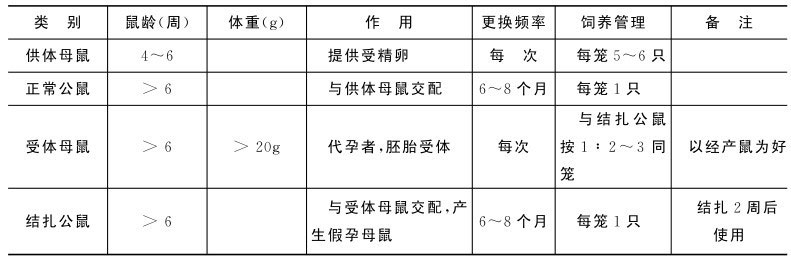 类 别 鼠龄(周) 体重(g) 作 用 更换频率 饲养管理 备 注
供体母鼠 4～6 提供受精卵 每 次 每笼5～6只
正常公鼠 ＞6 与供体母鼠交配 6～8个月 每笼1只
受体母鼠 ＞6 ＞20g 代孕者,胚胎受体 每次 与结扎公鼠
按1∶2～3同
笼
以经产鼠为好
结扎公鼠 ＞6 与受体母鼠交配,产
生假孕母鼠
6～8个月 每笼1只 结扎2周后
使用